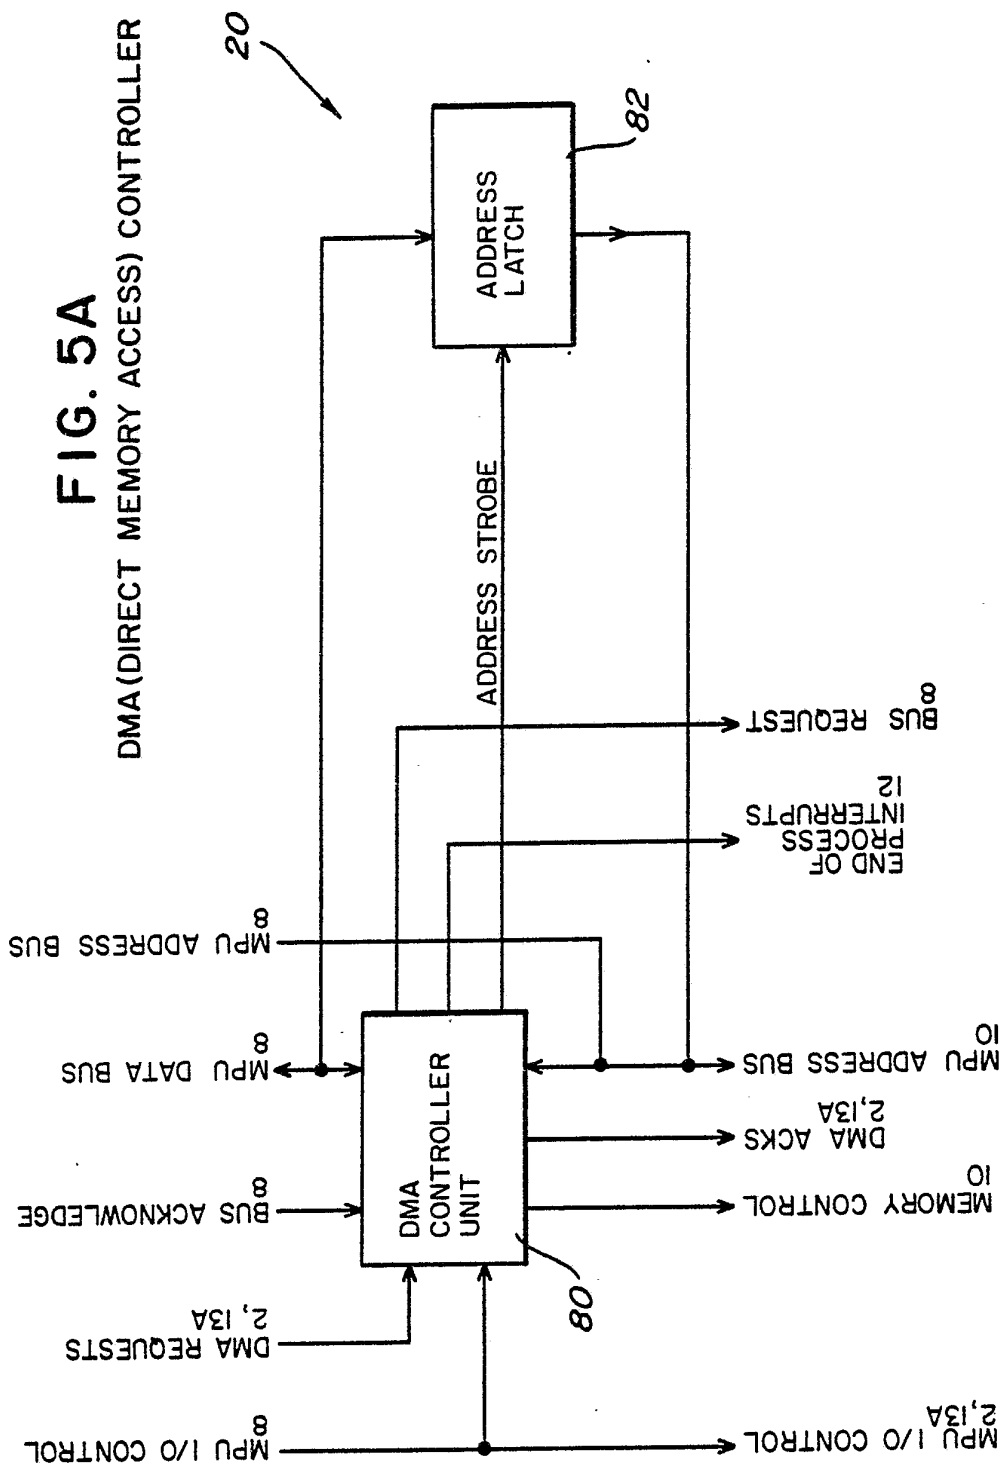 FIG. 5A
DMA (DIRECT MEMORY ACCESS) CONTROLLER
20
MPU I/O CONTROL
8
DMA REQUESTS
2,13A
BUS ACKNOWLEDGE
8
MPU DATA BUS
8
MPU ADDRESS BUS
8
DMA
CONTROLLER
UNIT
80
ADDRESS STROBE
ADDRESS
LATCH
82
MPU I/O CONTROL
2,13A
MEMORY CONTROL
10
DMA ACKS
2,13A
MPU ADDRESS BUS
10
END OF
PROCESS
INTERRUPTS
12
BUS REQUEST
8